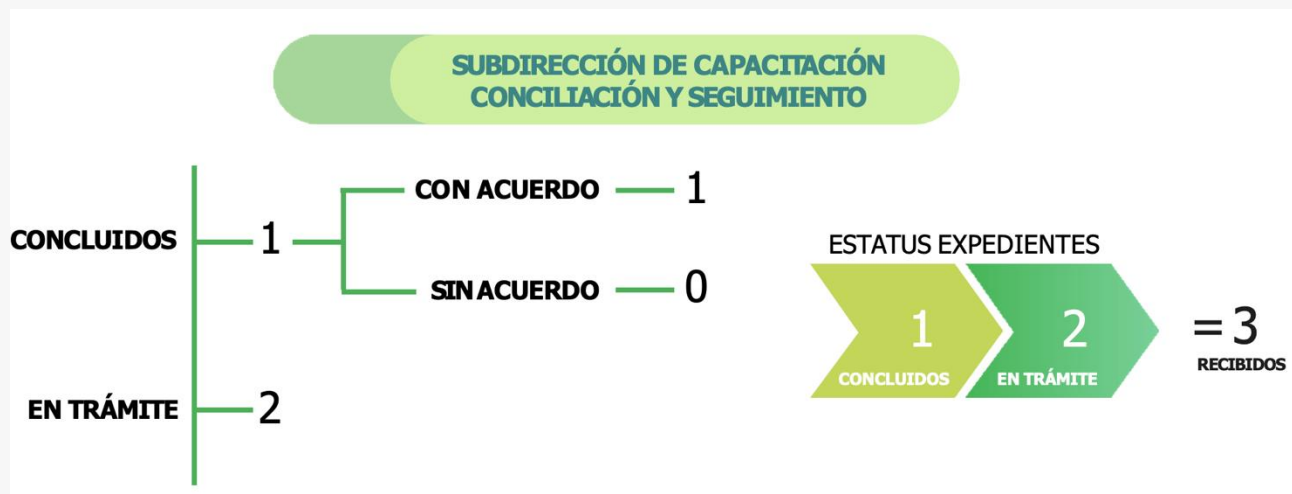 SUBDIRECCIÓN DE CAPACITACIÓN
CONCILIACIÓN Y SEGUIMIENTO
CONCLUIDOS 1
CON ACUERDO 1
SIN ACUERDO 0
EN TRÁMITE 2
ESTATUS EXPEDIENTES
1 2 = 3
CONCLUIDOS EN TRÁMITE RECIBIDOS